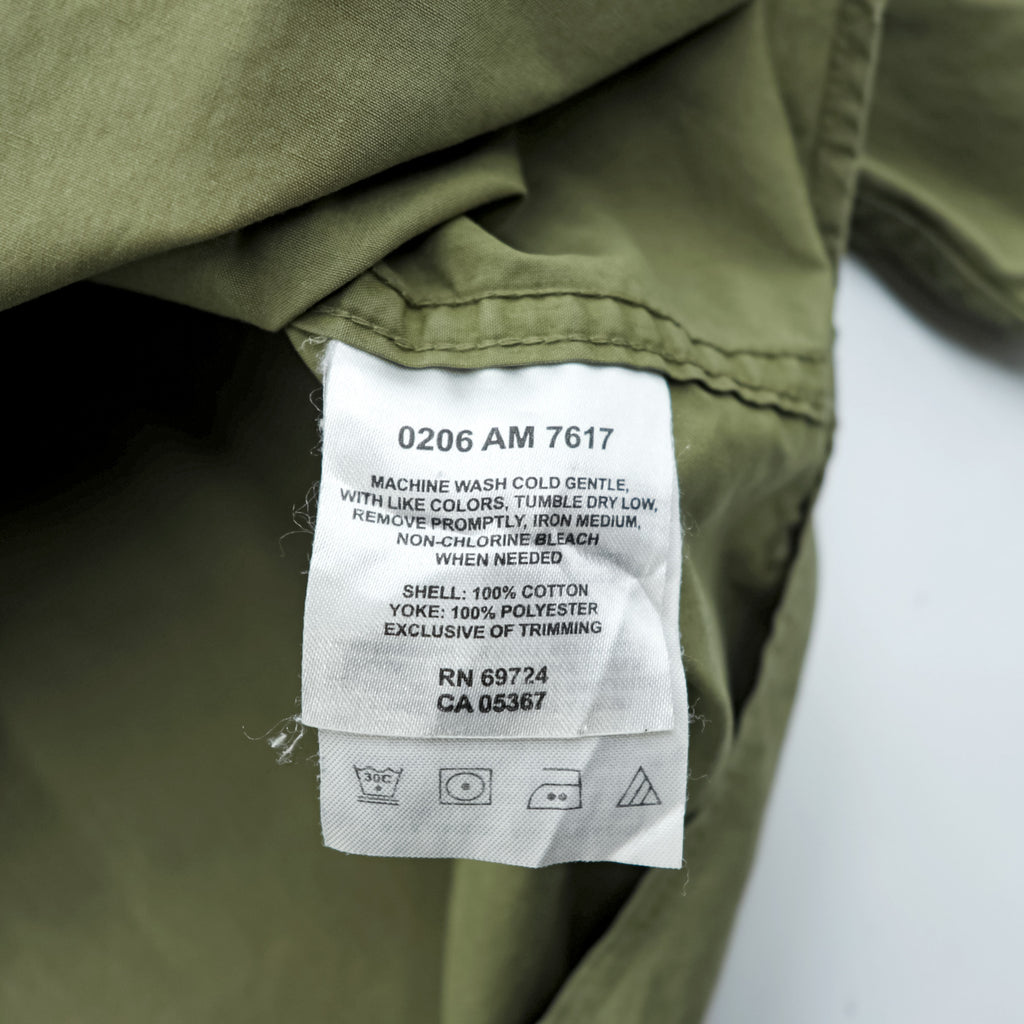 0206 AM 7617
MACHINE WASH COLD GENTLE,
WITH LIKE COLORS, TUMBLE DRY LOW,
REMOVE PROMPTLY, IRON MEDIUM,
NON-CHLORINE BLEACH
WHEN NEEDED
SHELL: 100% COTTON
YOKE: 100% POLYESTER
EXCLUSIVE OF TRIMMING
RN 69724
CA 05367
30C